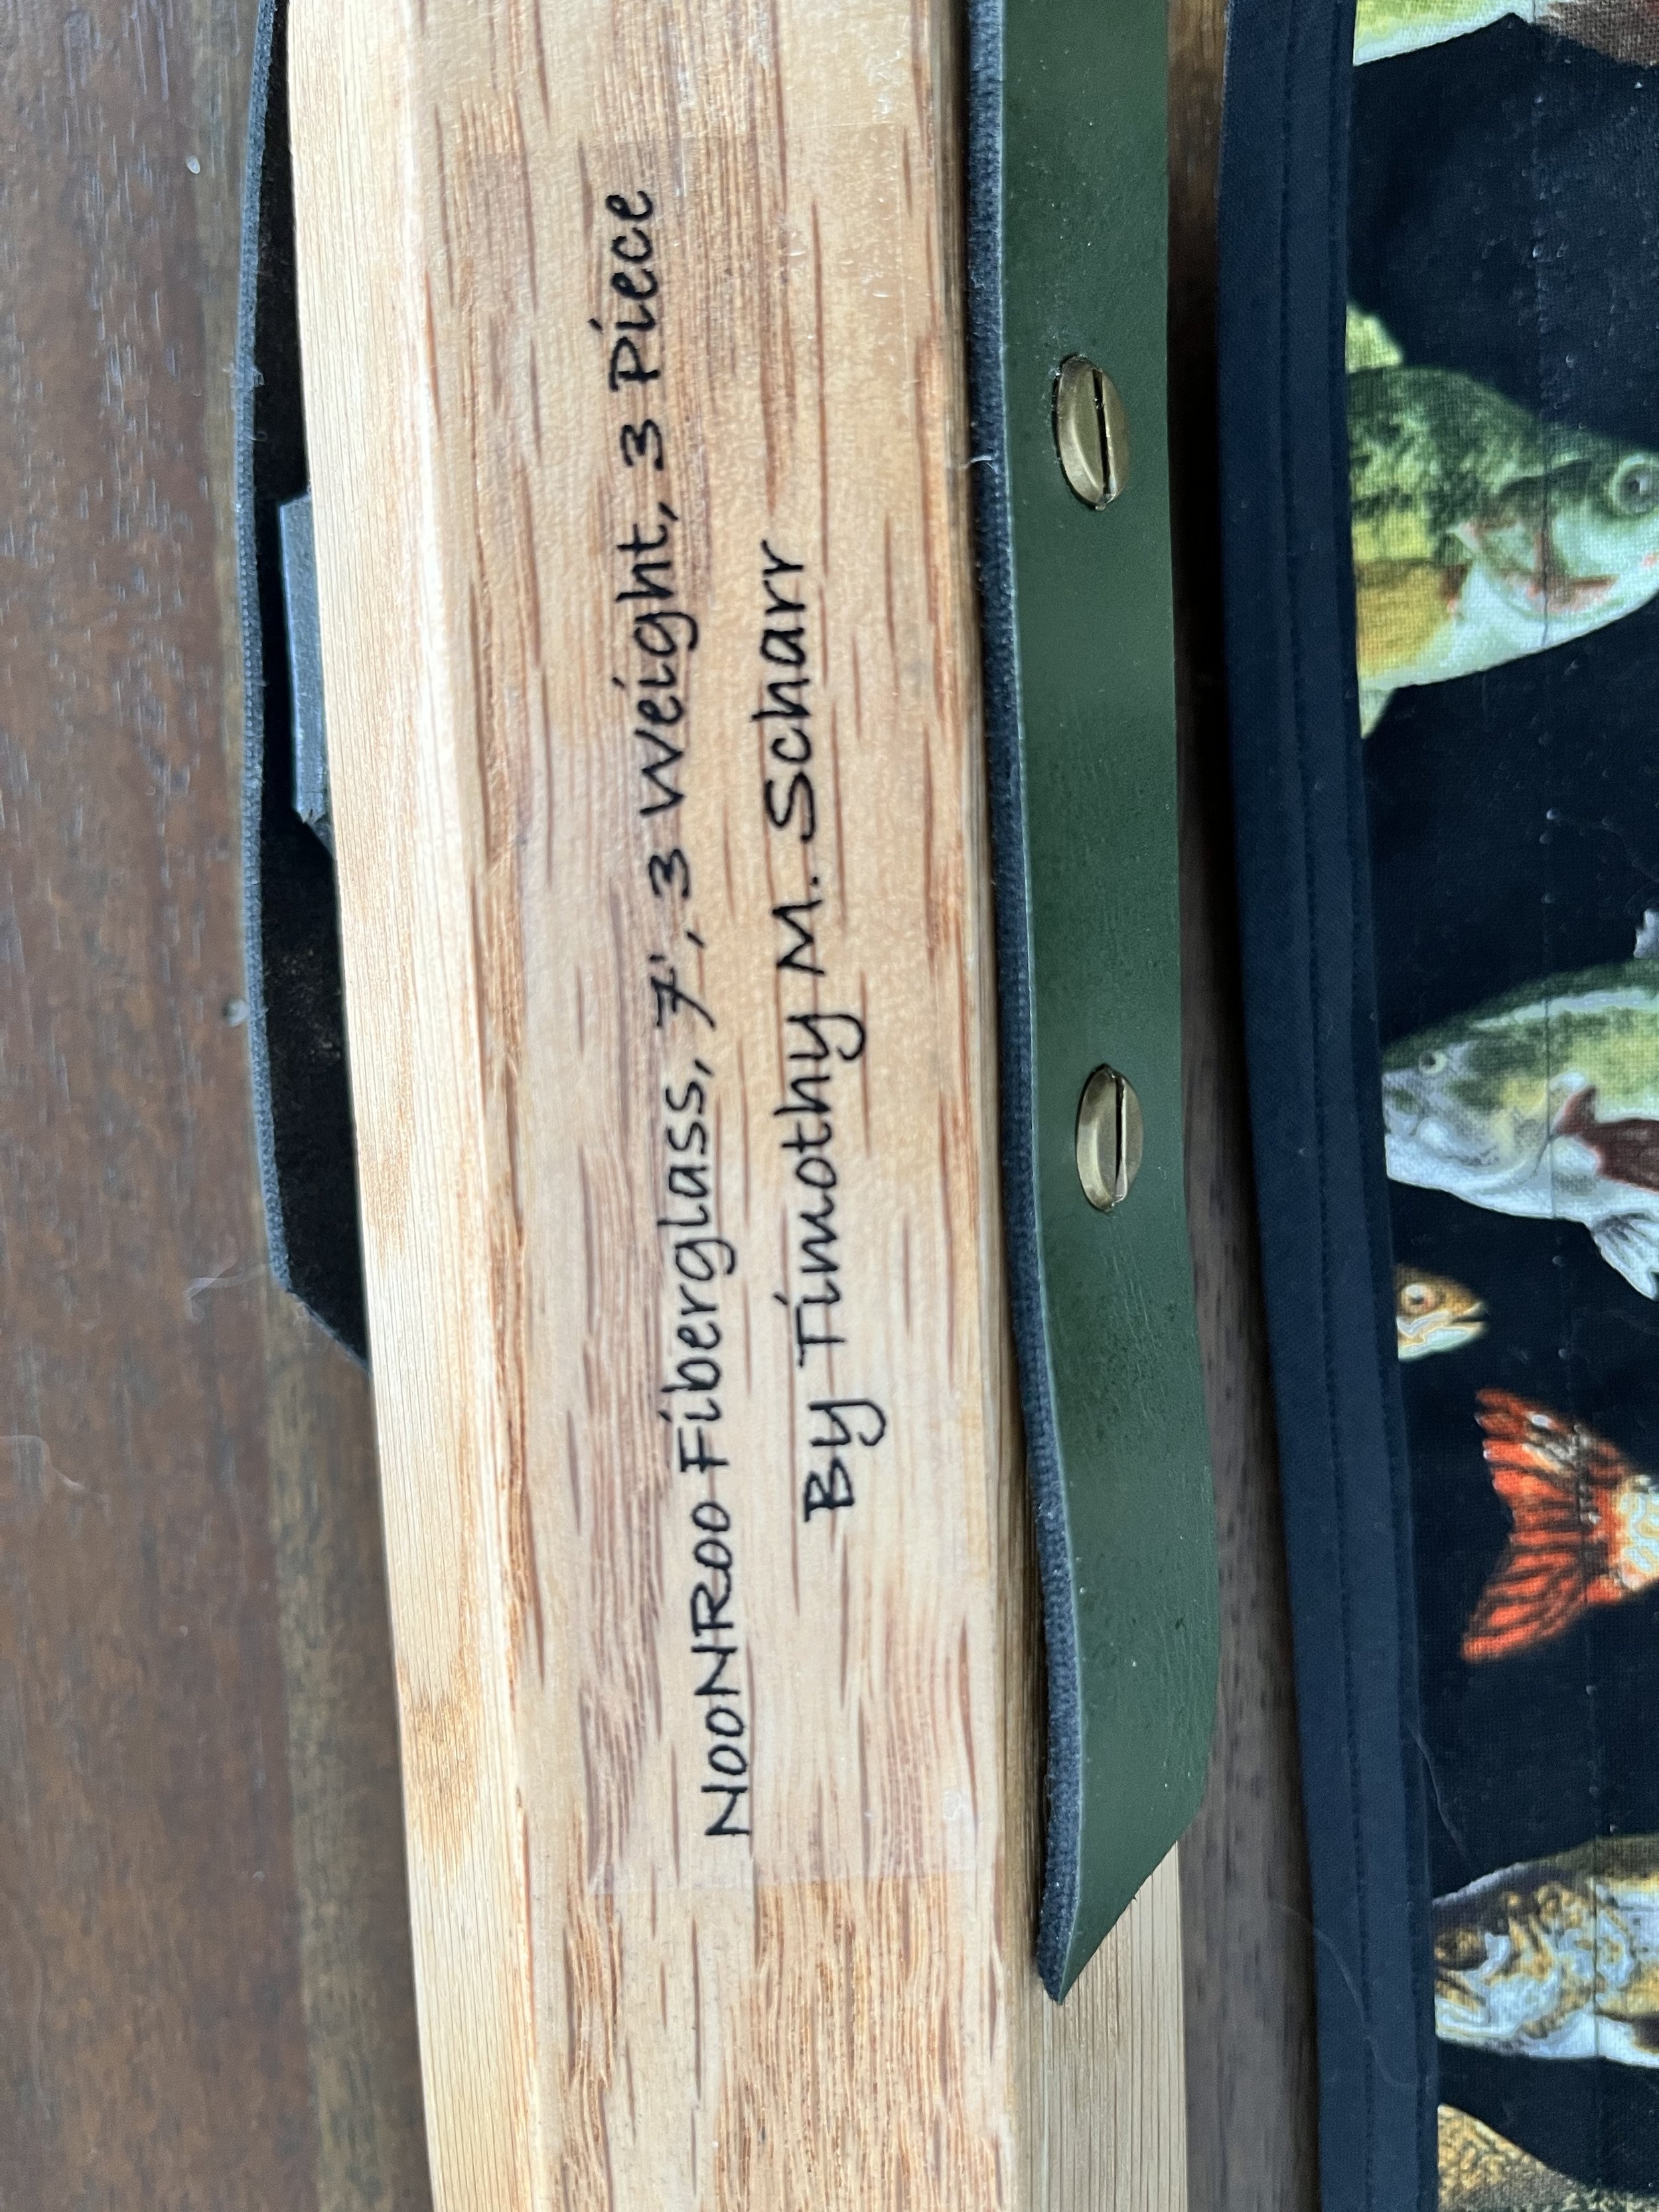 NooNRoo Fiberglass, 7', 3 Weight, 3 Piece
By Timothy M. Scharr